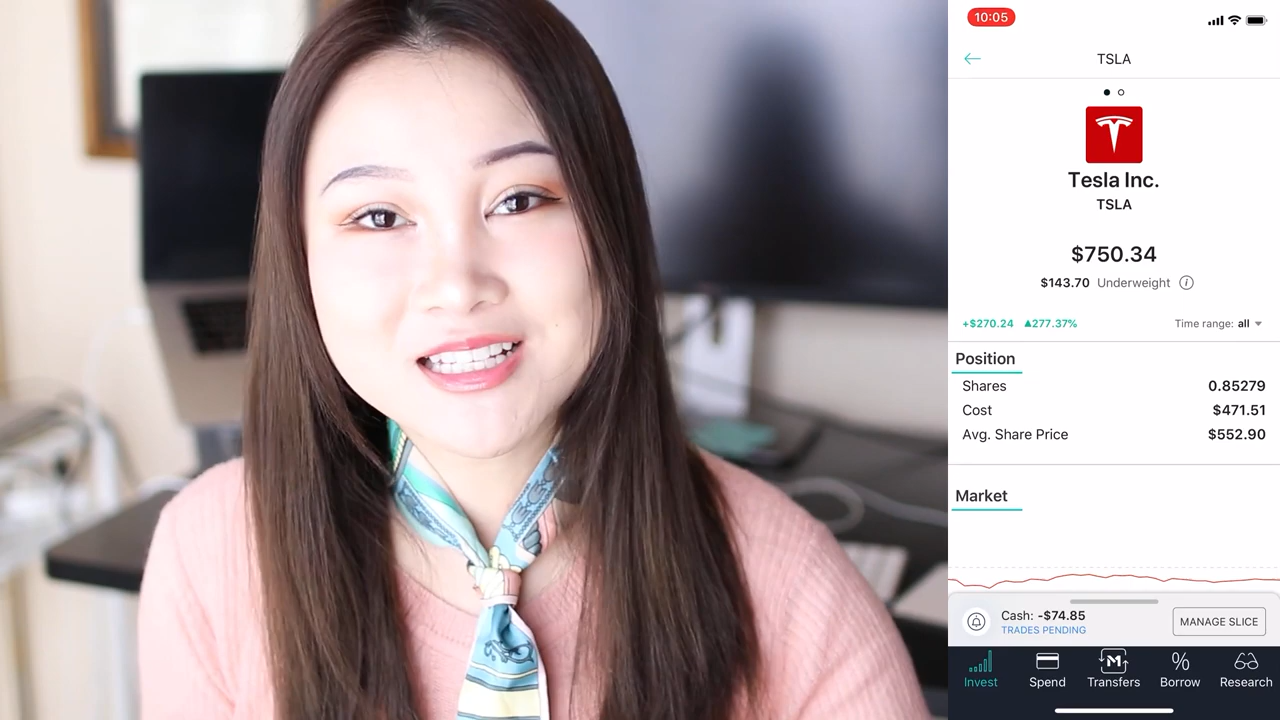 10:05
TSLA
Tesla Inc.
TSLA
$750.34
$143.70 Underweight
+$270.24 ▲277.37% Time range: all
Position
Shares 0.85279
Cost $471.51
Avg. Share Price $552.90
Market
Cash: -$74.85
TRADES PENDING
MANAGE SLICE
Invest Spend Transfers Borrow Research